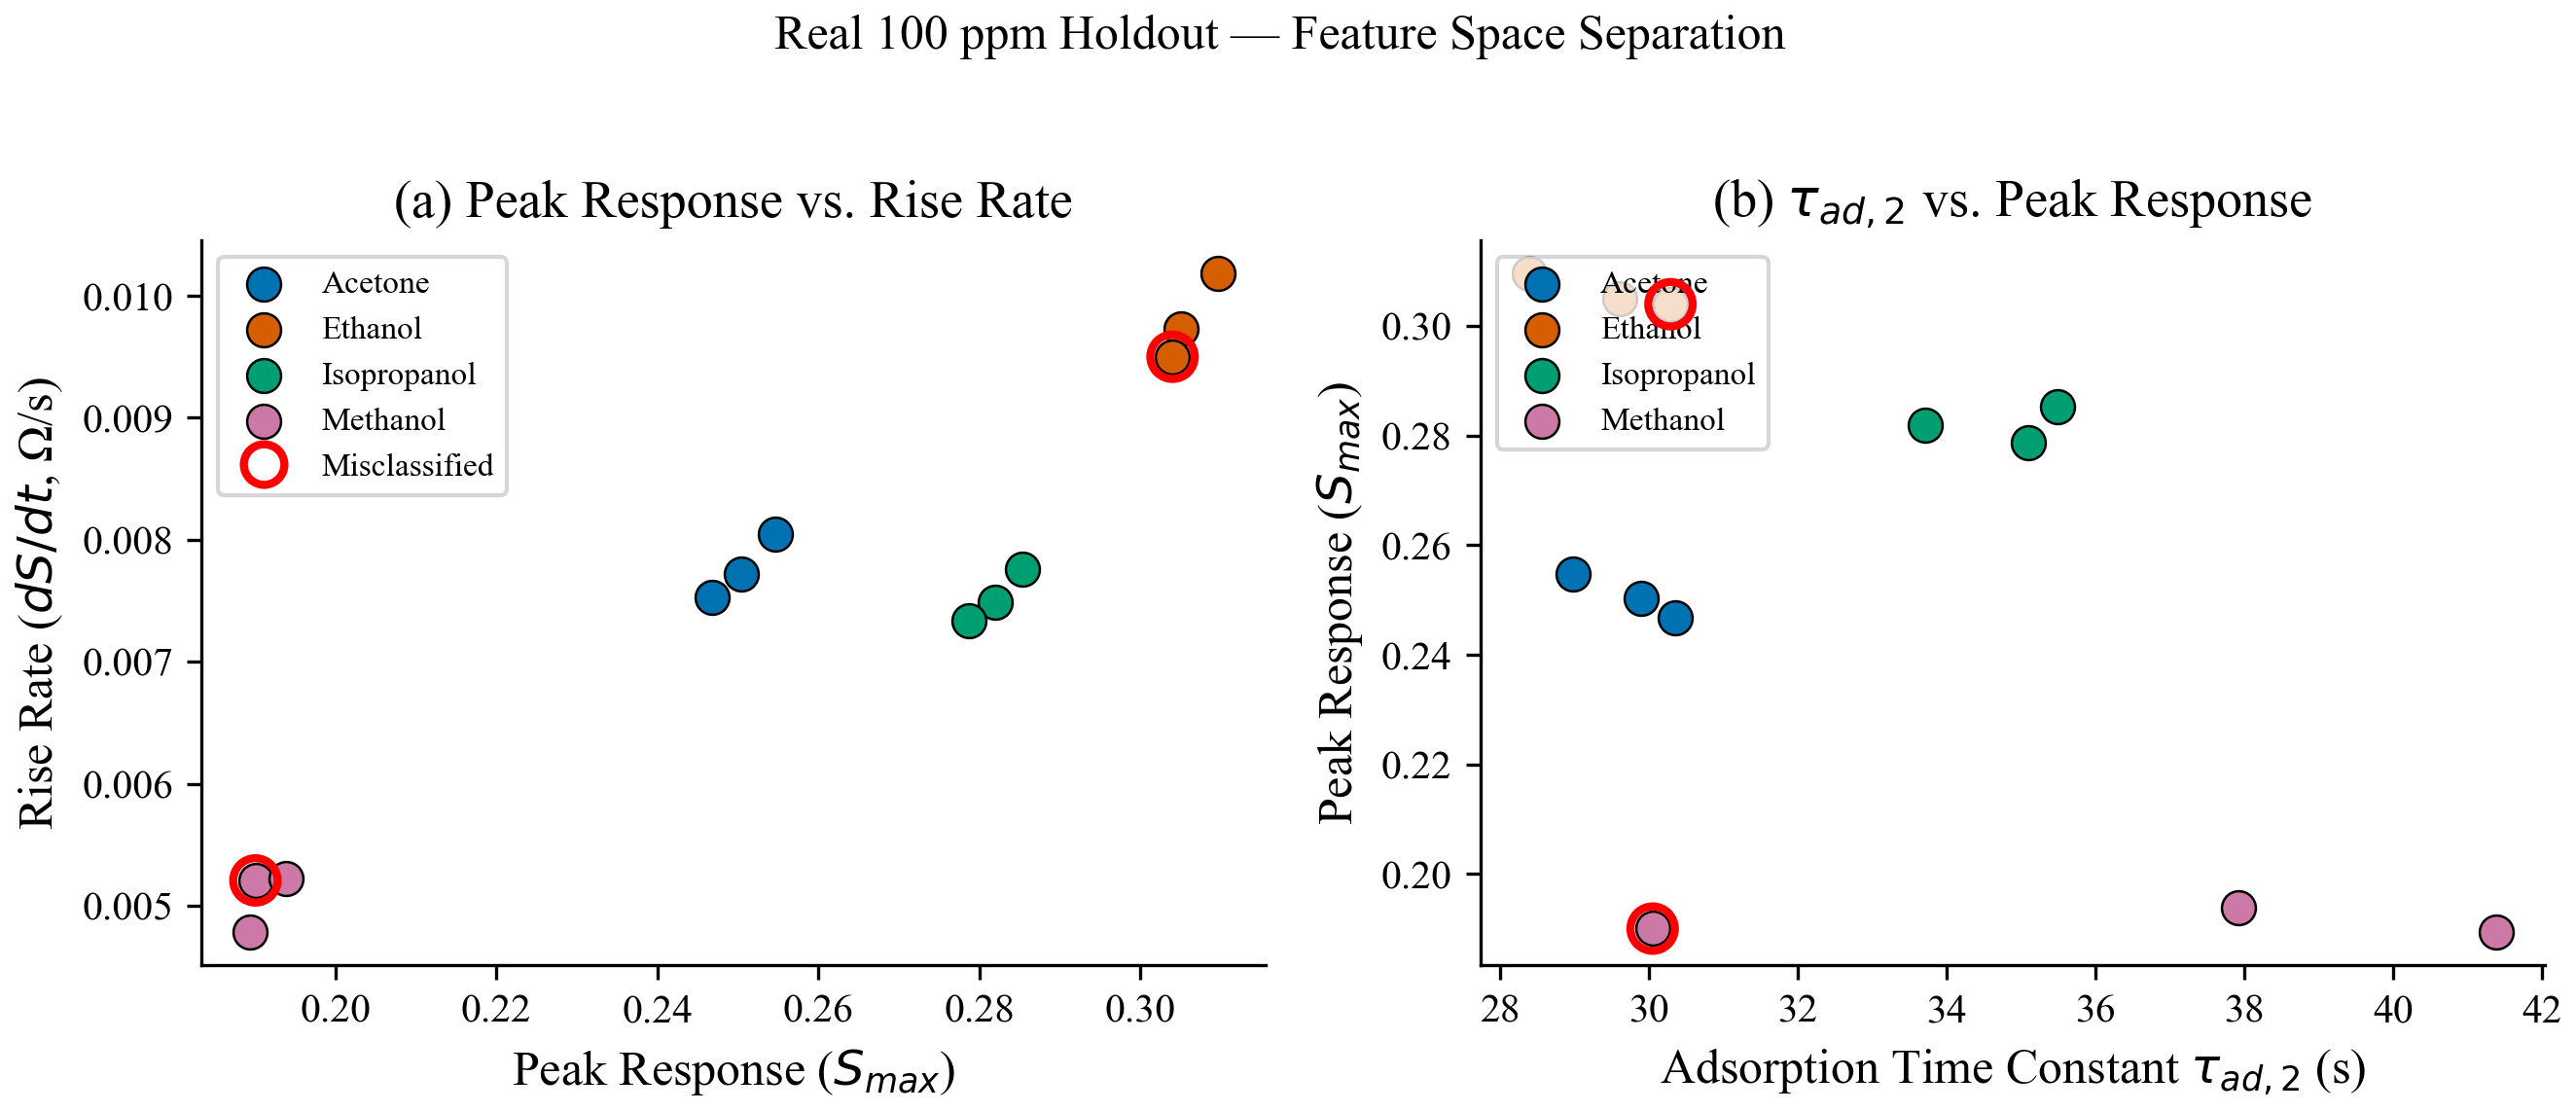 Real 100 ppm Holdout — Feature Space Separation
(a) Peak Response vs. Rise Rate
Rise Rate (dS/dt, Ω/s)
0.010
0.009
0.008
0.007
0.006
0.005
Acetone
Ethanol
Isopropanol
Methanol
Misclassified
0.20 0.22 0.24 0.26 0.28 0.30
Peak Response (S_max)
(b) τ_ad,2 vs. Peak Response
Peak Response (S_max)
0.30
0.28
0.26
0.24
0.22
0.20
Acetone
Ethanol
Isopropanol
Methanol
28 30 32 34 36 38 40 42
Adsorption Time Constant τ_ad,2 (s)